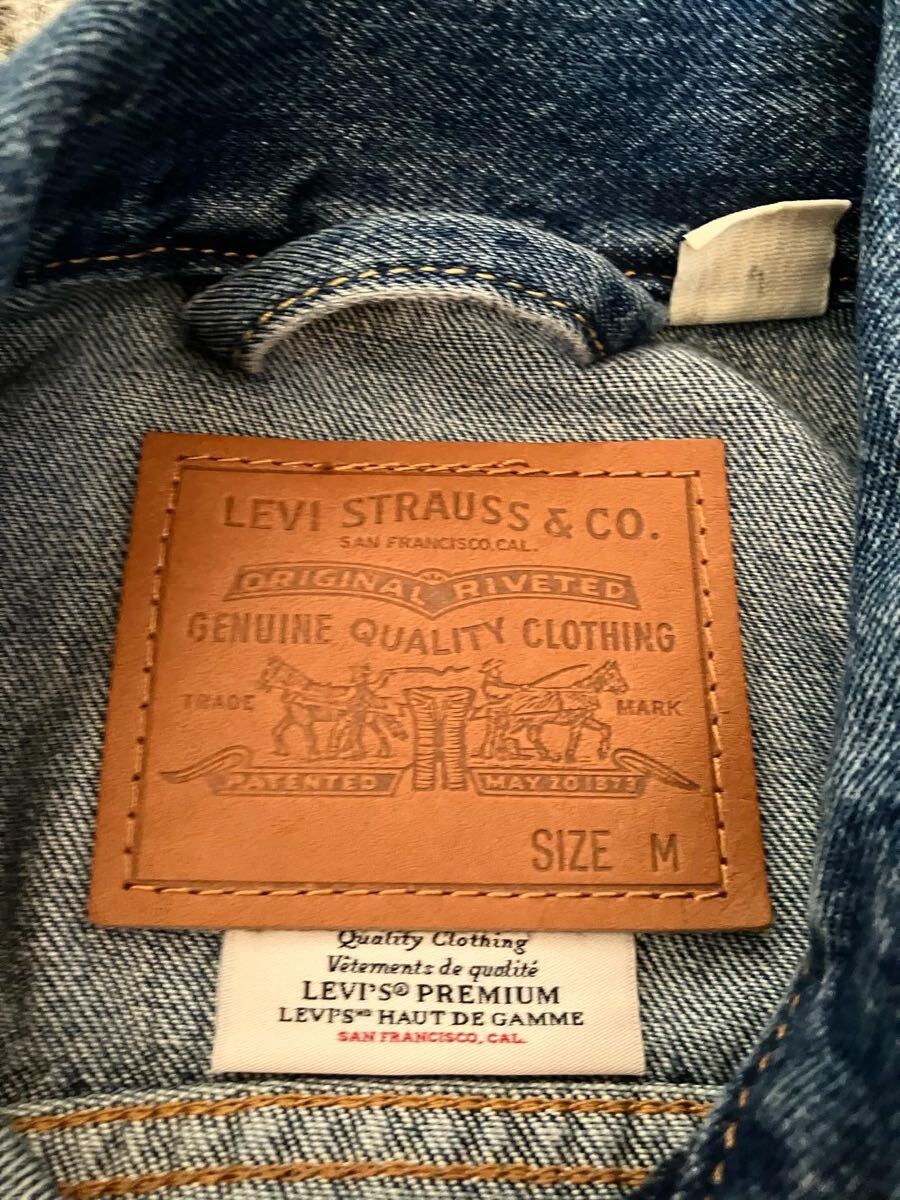 LEVI STRAUSS & CO.
SAN FRANCISCO, CAL.
ORIGINAL RIVETED
GENUINE QUALITY CLOTHING
TRADE MARK
PATENTED MAY 20 1873
SIZE M
Quality Clothing
Vêtements de qualité
LEVI'S® PREMIUM
LEVI'S HAUT DE GAMME
SAN FRANCISCO, CAL.